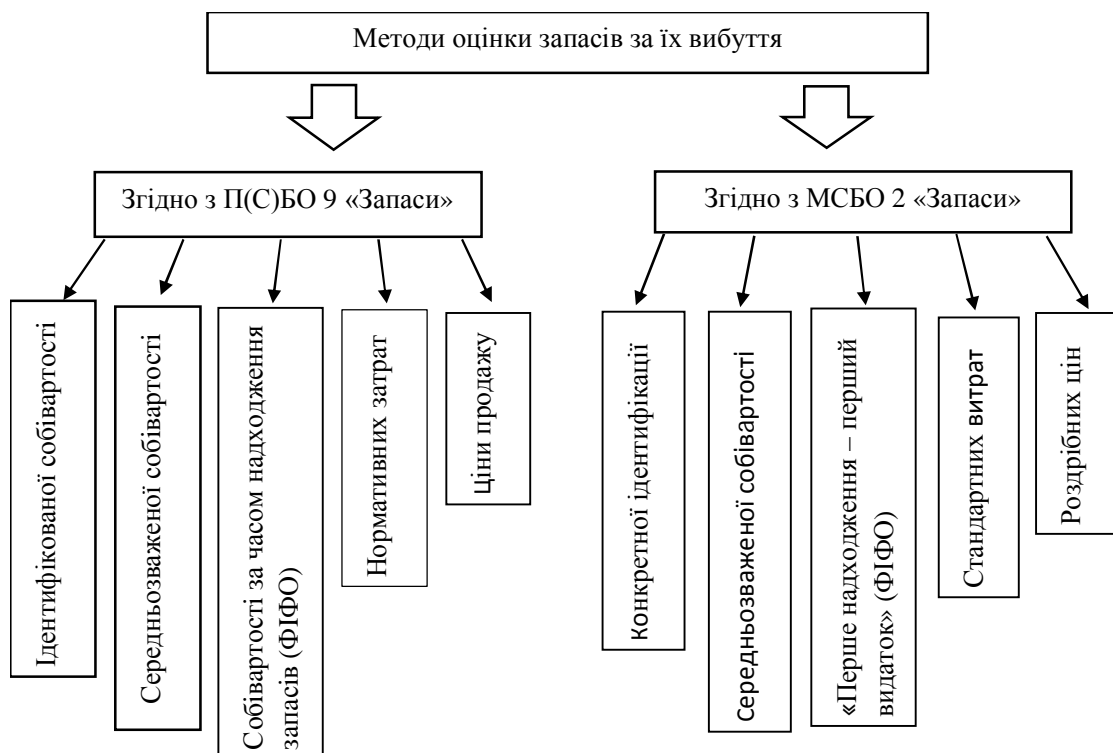 Методи оцінки запасів за їх вибуття
Згідно з П(С)БО 9 «Запаси»
Згідно з МСБО 2 «Запаси»
Ідентифікованої собівартості
Середньозваженої собівартості
Собівартості за часом надходження
запасів (ФІФО)
Нормативних затрат
Ціни продажу
Конкретної ідентифікації
Середньозваженої собівартості
«Перше надходження – перший
видаток» (ФІФО)
Стандартних витрат
Роздрібних цін